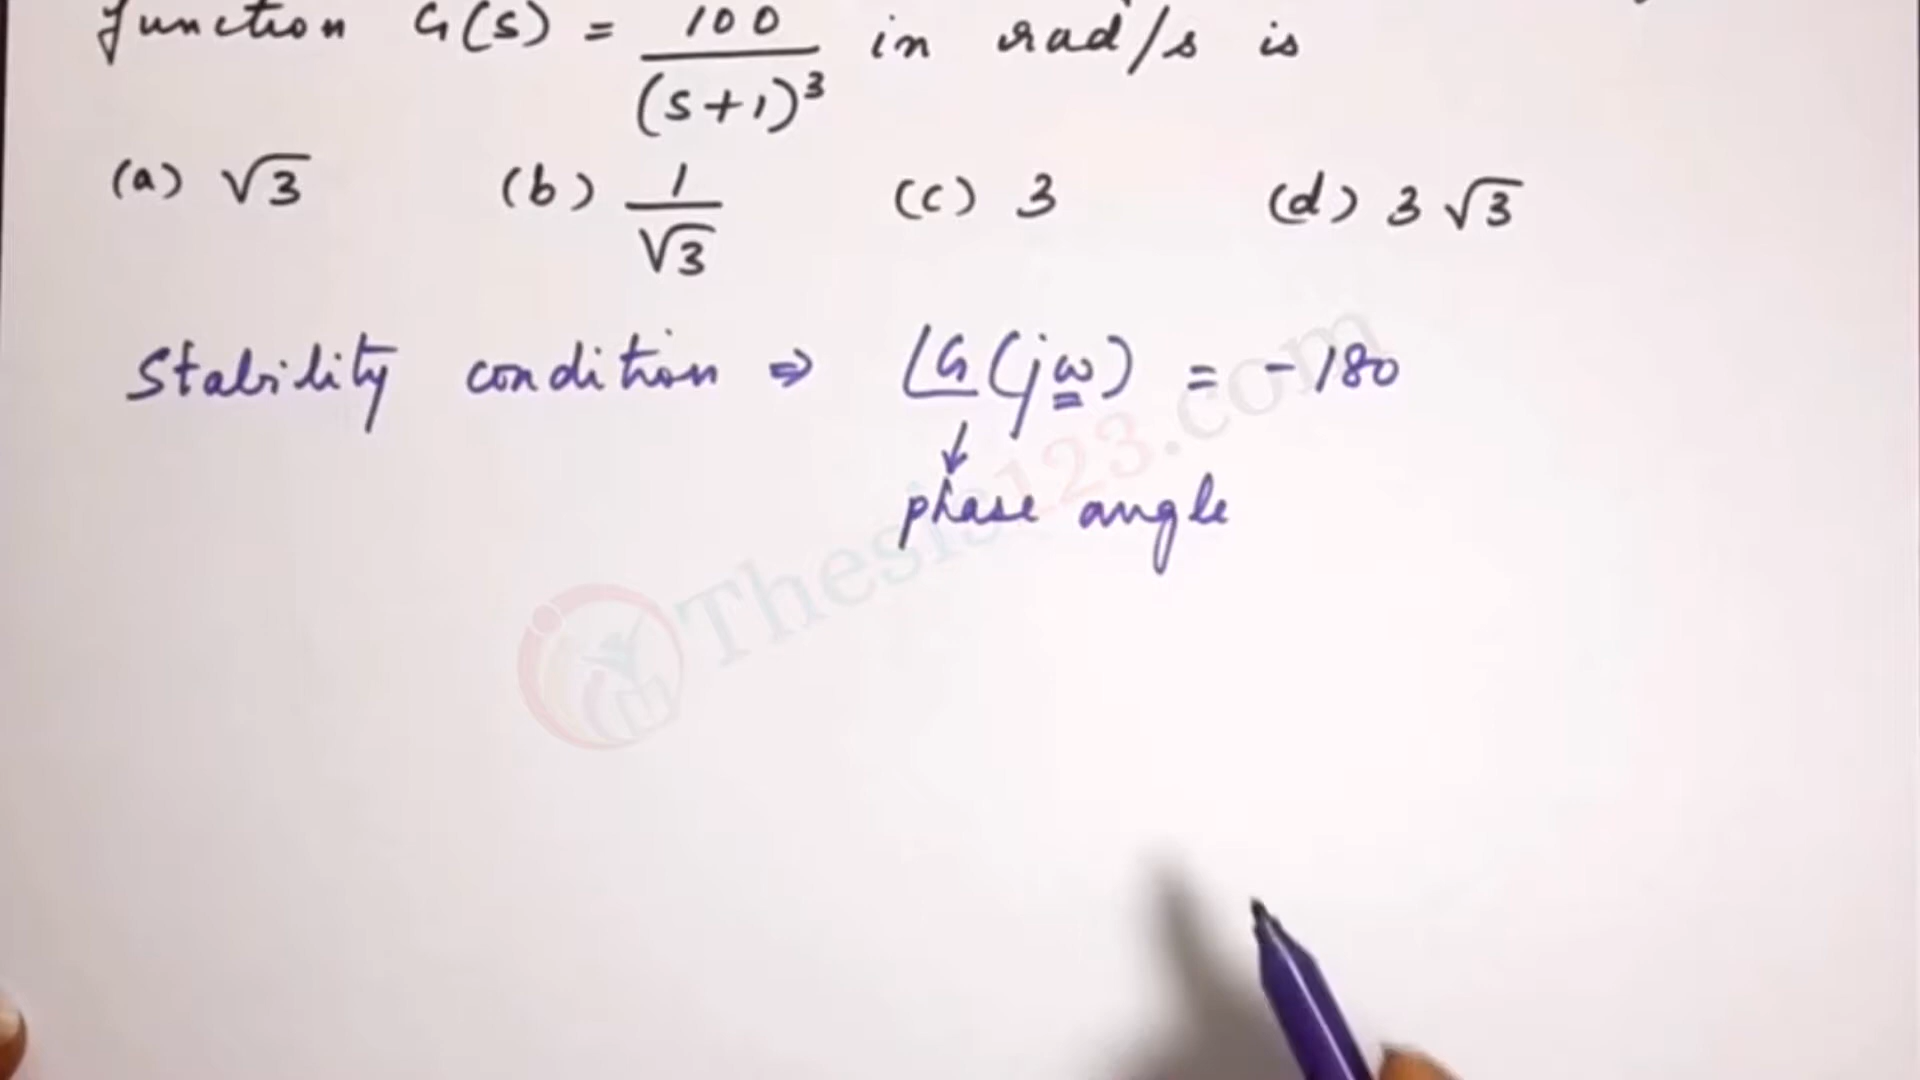 function G(s) = 100 / (s+1)³ in rad/s is
(a) √3 (b) 1/√3 (c) 3 (d) 3√3
Stability condition ⇒ ∠G(jω) = -180
↓
phase angle
Thesis123.com